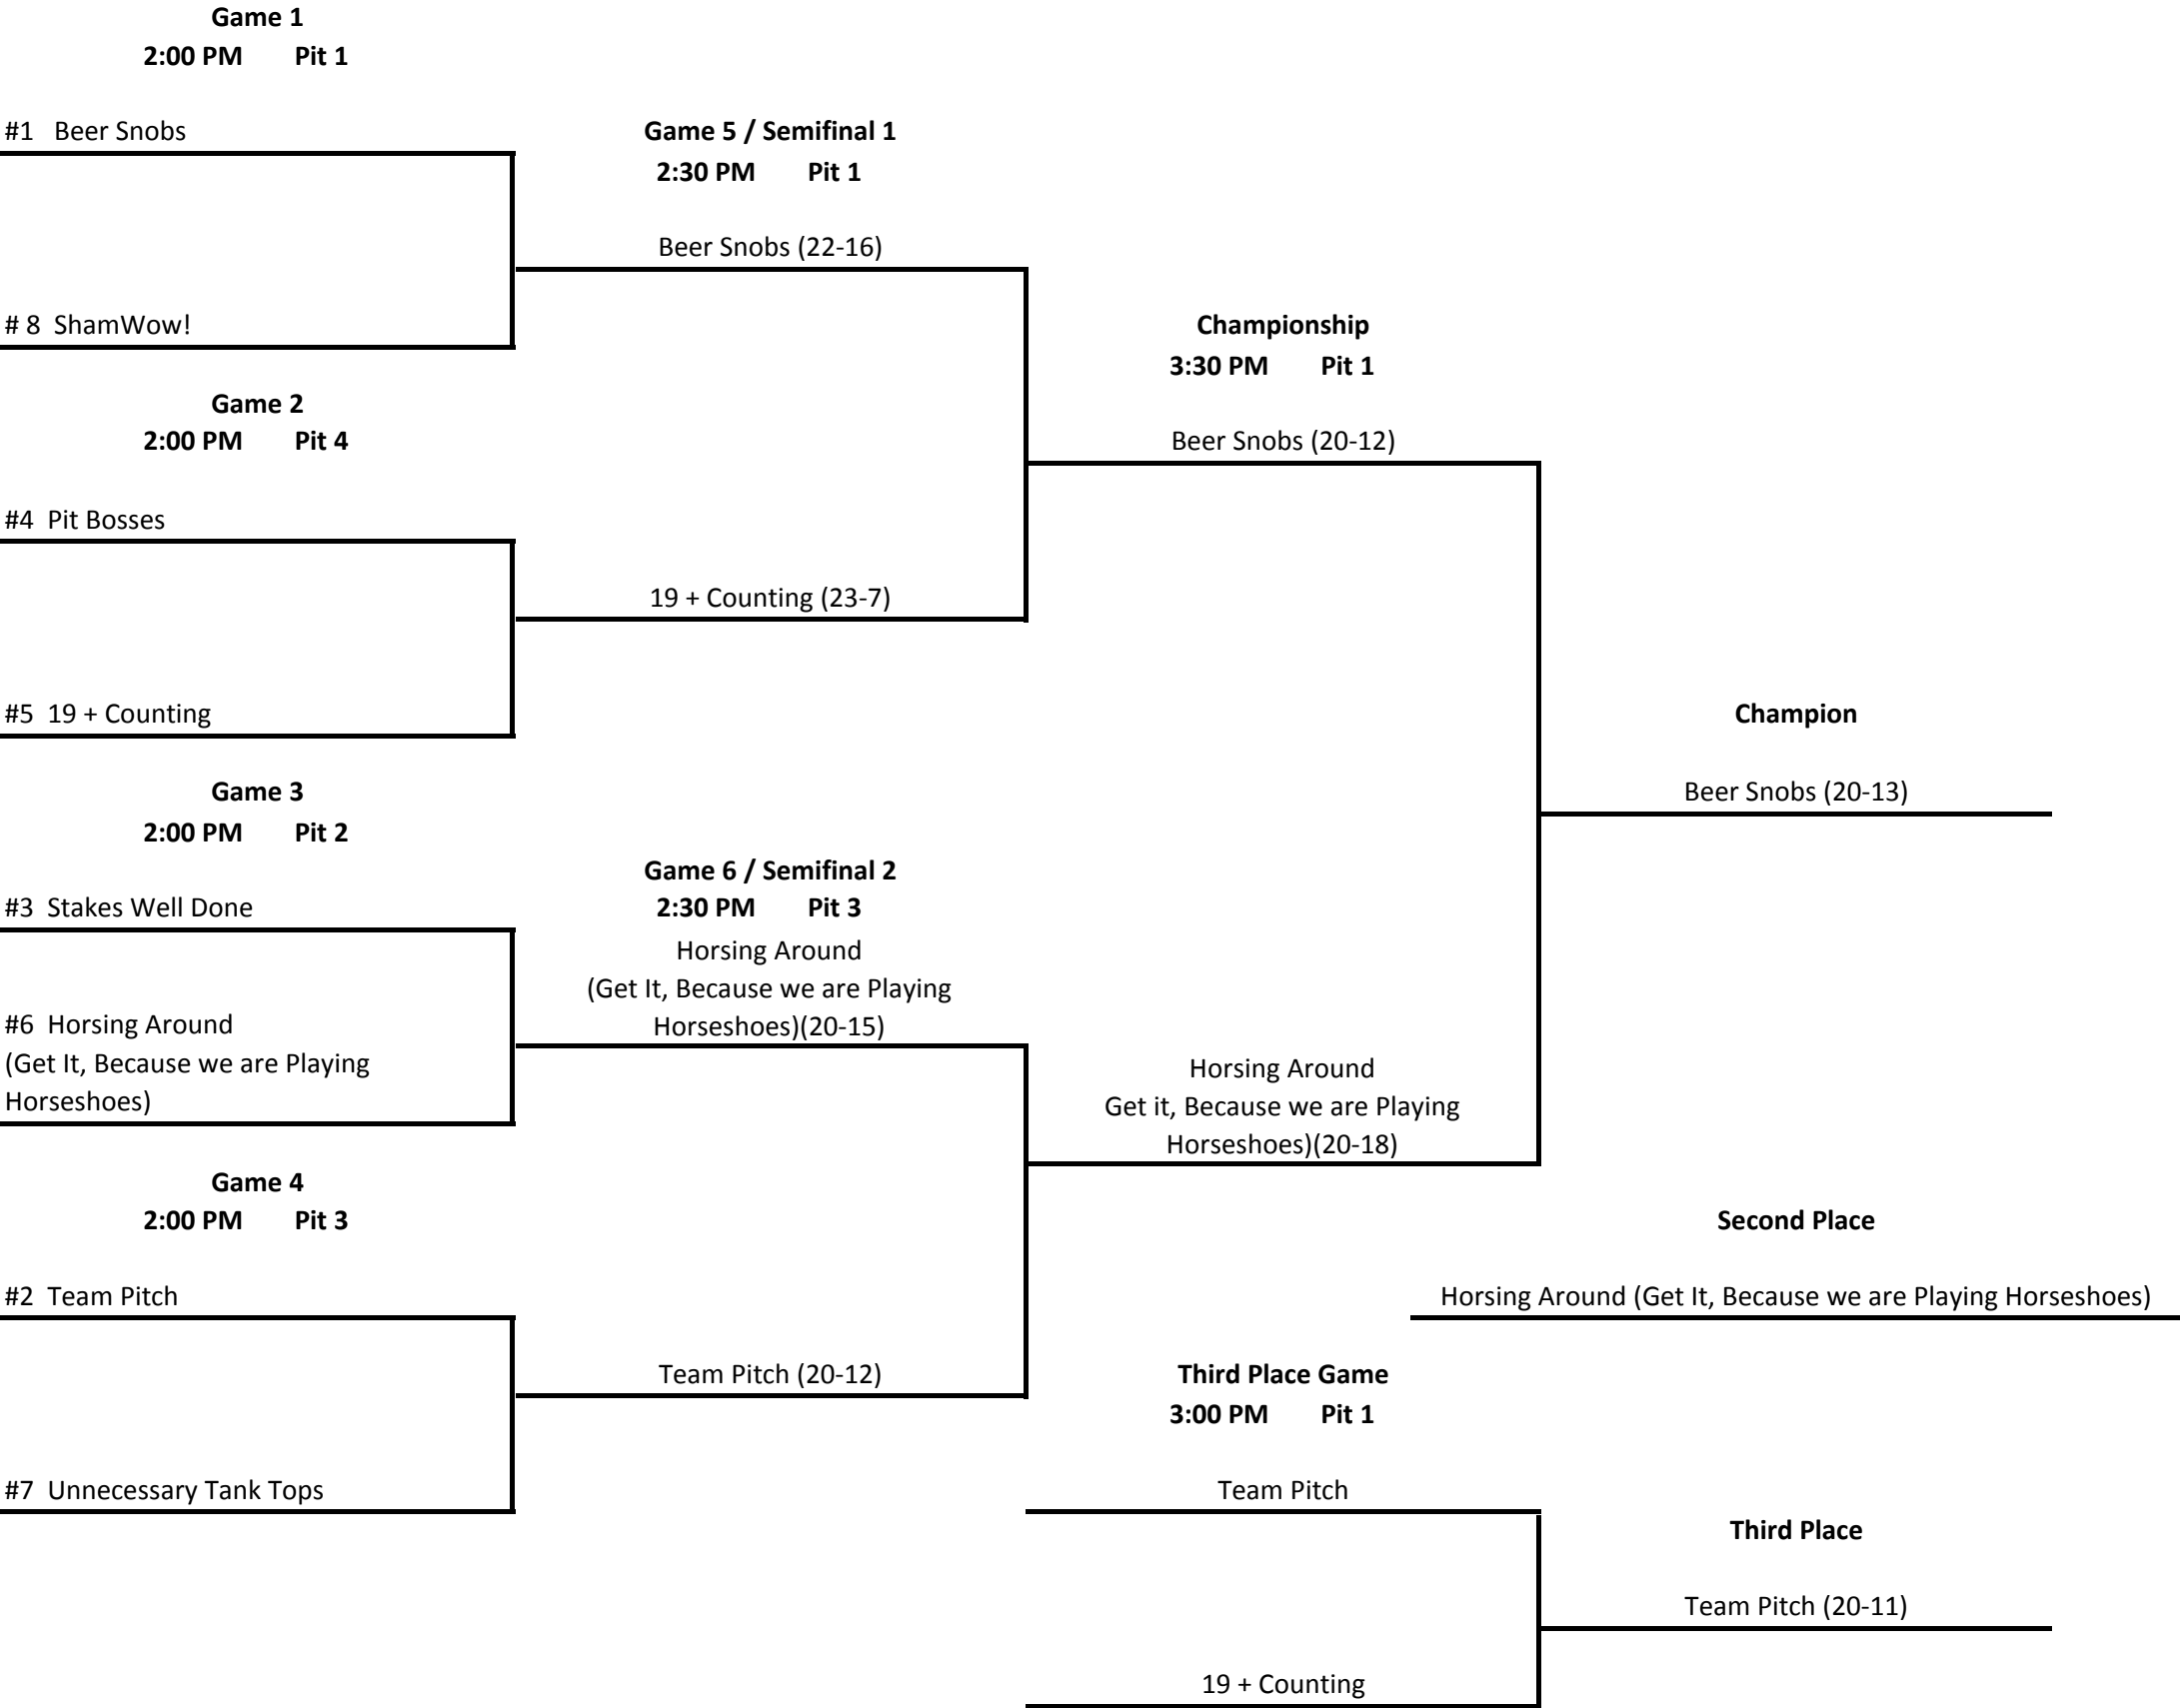 Game 1
2:00 PM Pit 1
#1 Beer Snobs
# 8 ShamWow!
Game 2
2:00 PM Pit 4
#4 Pit Bosses
#5 19 + Counting
Game 3
2:00 PM Pit 2
#3 Stakes Well Done
#6 Horsing Around
(Get It, Because we are Playing
Horseshoes)
Game 4
2:00 PM Pit 3
#2 Team Pitch
#7 Unnecessary Tank Tops
Game 5 / Semifinal 1
2:30 PM Pit 1
Beer Snobs (22-16)
19 + Counting (23-7)
Game 6 / Semifinal 2
2:30 PM Pit 3
Horsing Around
(Get It, Because we are Playing
Horseshoes)(20-15)
Team Pitch (20-12)
Championship
3:30 PM Pit 1
Beer Snobs (20-12)
Horsing Around
Get it, Because we are Playing
Horseshoes)(20-18)
Third Place Game
3:00 PM Pit 1
Team Pitch
19 + Counting
Champion
Beer Snobs (20-13)
Second Place
Horsing Around (Get It, Because we are Playing Horseshoes)
Third Place
Team Pitch (20-11)